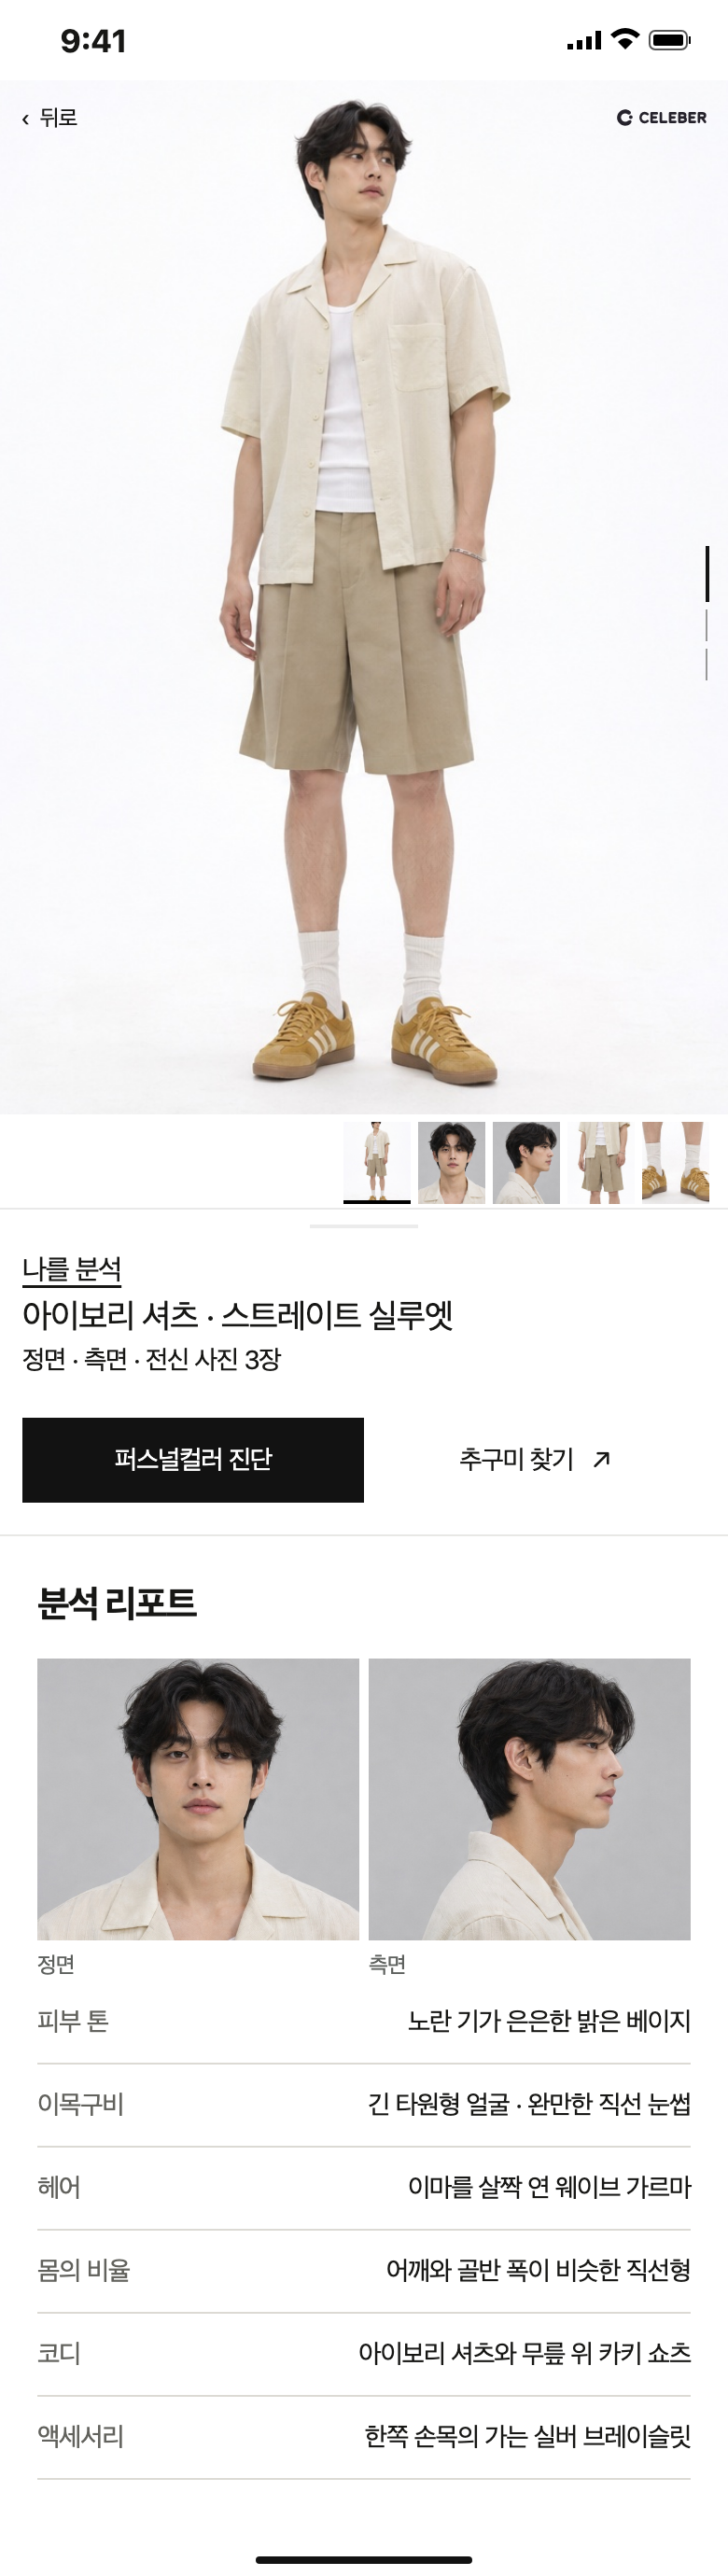 9:41
‹ 뒤로
CELEBER
나를 분석
아이보리 셔츠 · 스트레이트 실루엣
정면 · 측면 · 전신 사진 3장
퍼스널컬러 진단
추구미 찾기 ↗
분석 리포트
정면
측면
피부 톤 노란 기가 은은한 밝은 베이지
이목구비 긴 타원형 얼굴 · 완만한 직선 눈썹
헤어 이마를 살짝 연 웨이브 가르마
몸의 비율 어깨와 골반 폭이 비슷한 직선형
코디 아이보리 셔츠와 무릎 위 카키 쇼츠
액세서리 한쪽 손목의 가는 실버 브레이슬릿